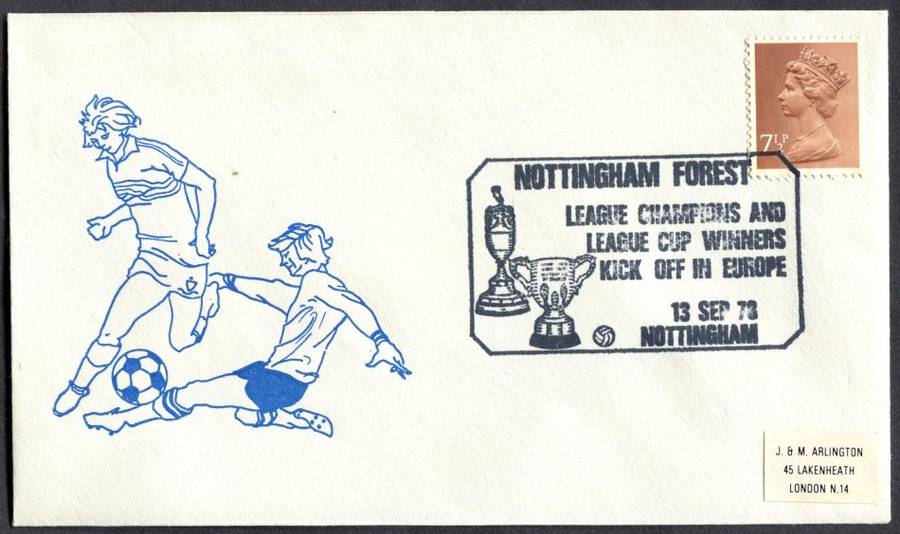 7½P
NOTTINGHAM FOREST
LEAGUE CHAMPIONS AND
LEAGUE CUP WINNERS
KICK OFF IN EUROPE
13 SEP 78
NOTTINGHAM
J. & M. ARLINGTON
45 LAKENHEATH
LONDON N.14